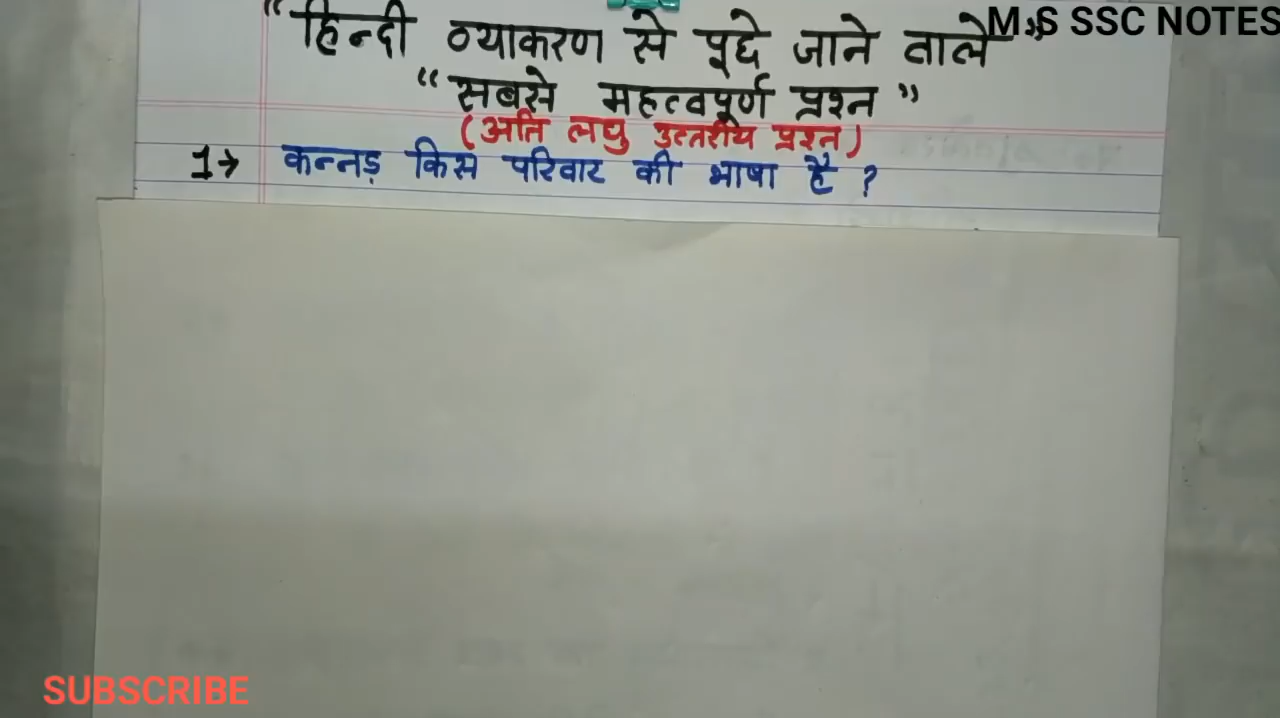 "हिन्दी व्याकरण से पूछे जाने वाले"
"सबसे महत्वपूर्ण प्रश्न"
(अति लघु उत्तरीय प्रश्न)
1→ कन्नड़ किस परिवार की भाषा है ?
M.S SSC NOTES
SUBSCRIBE